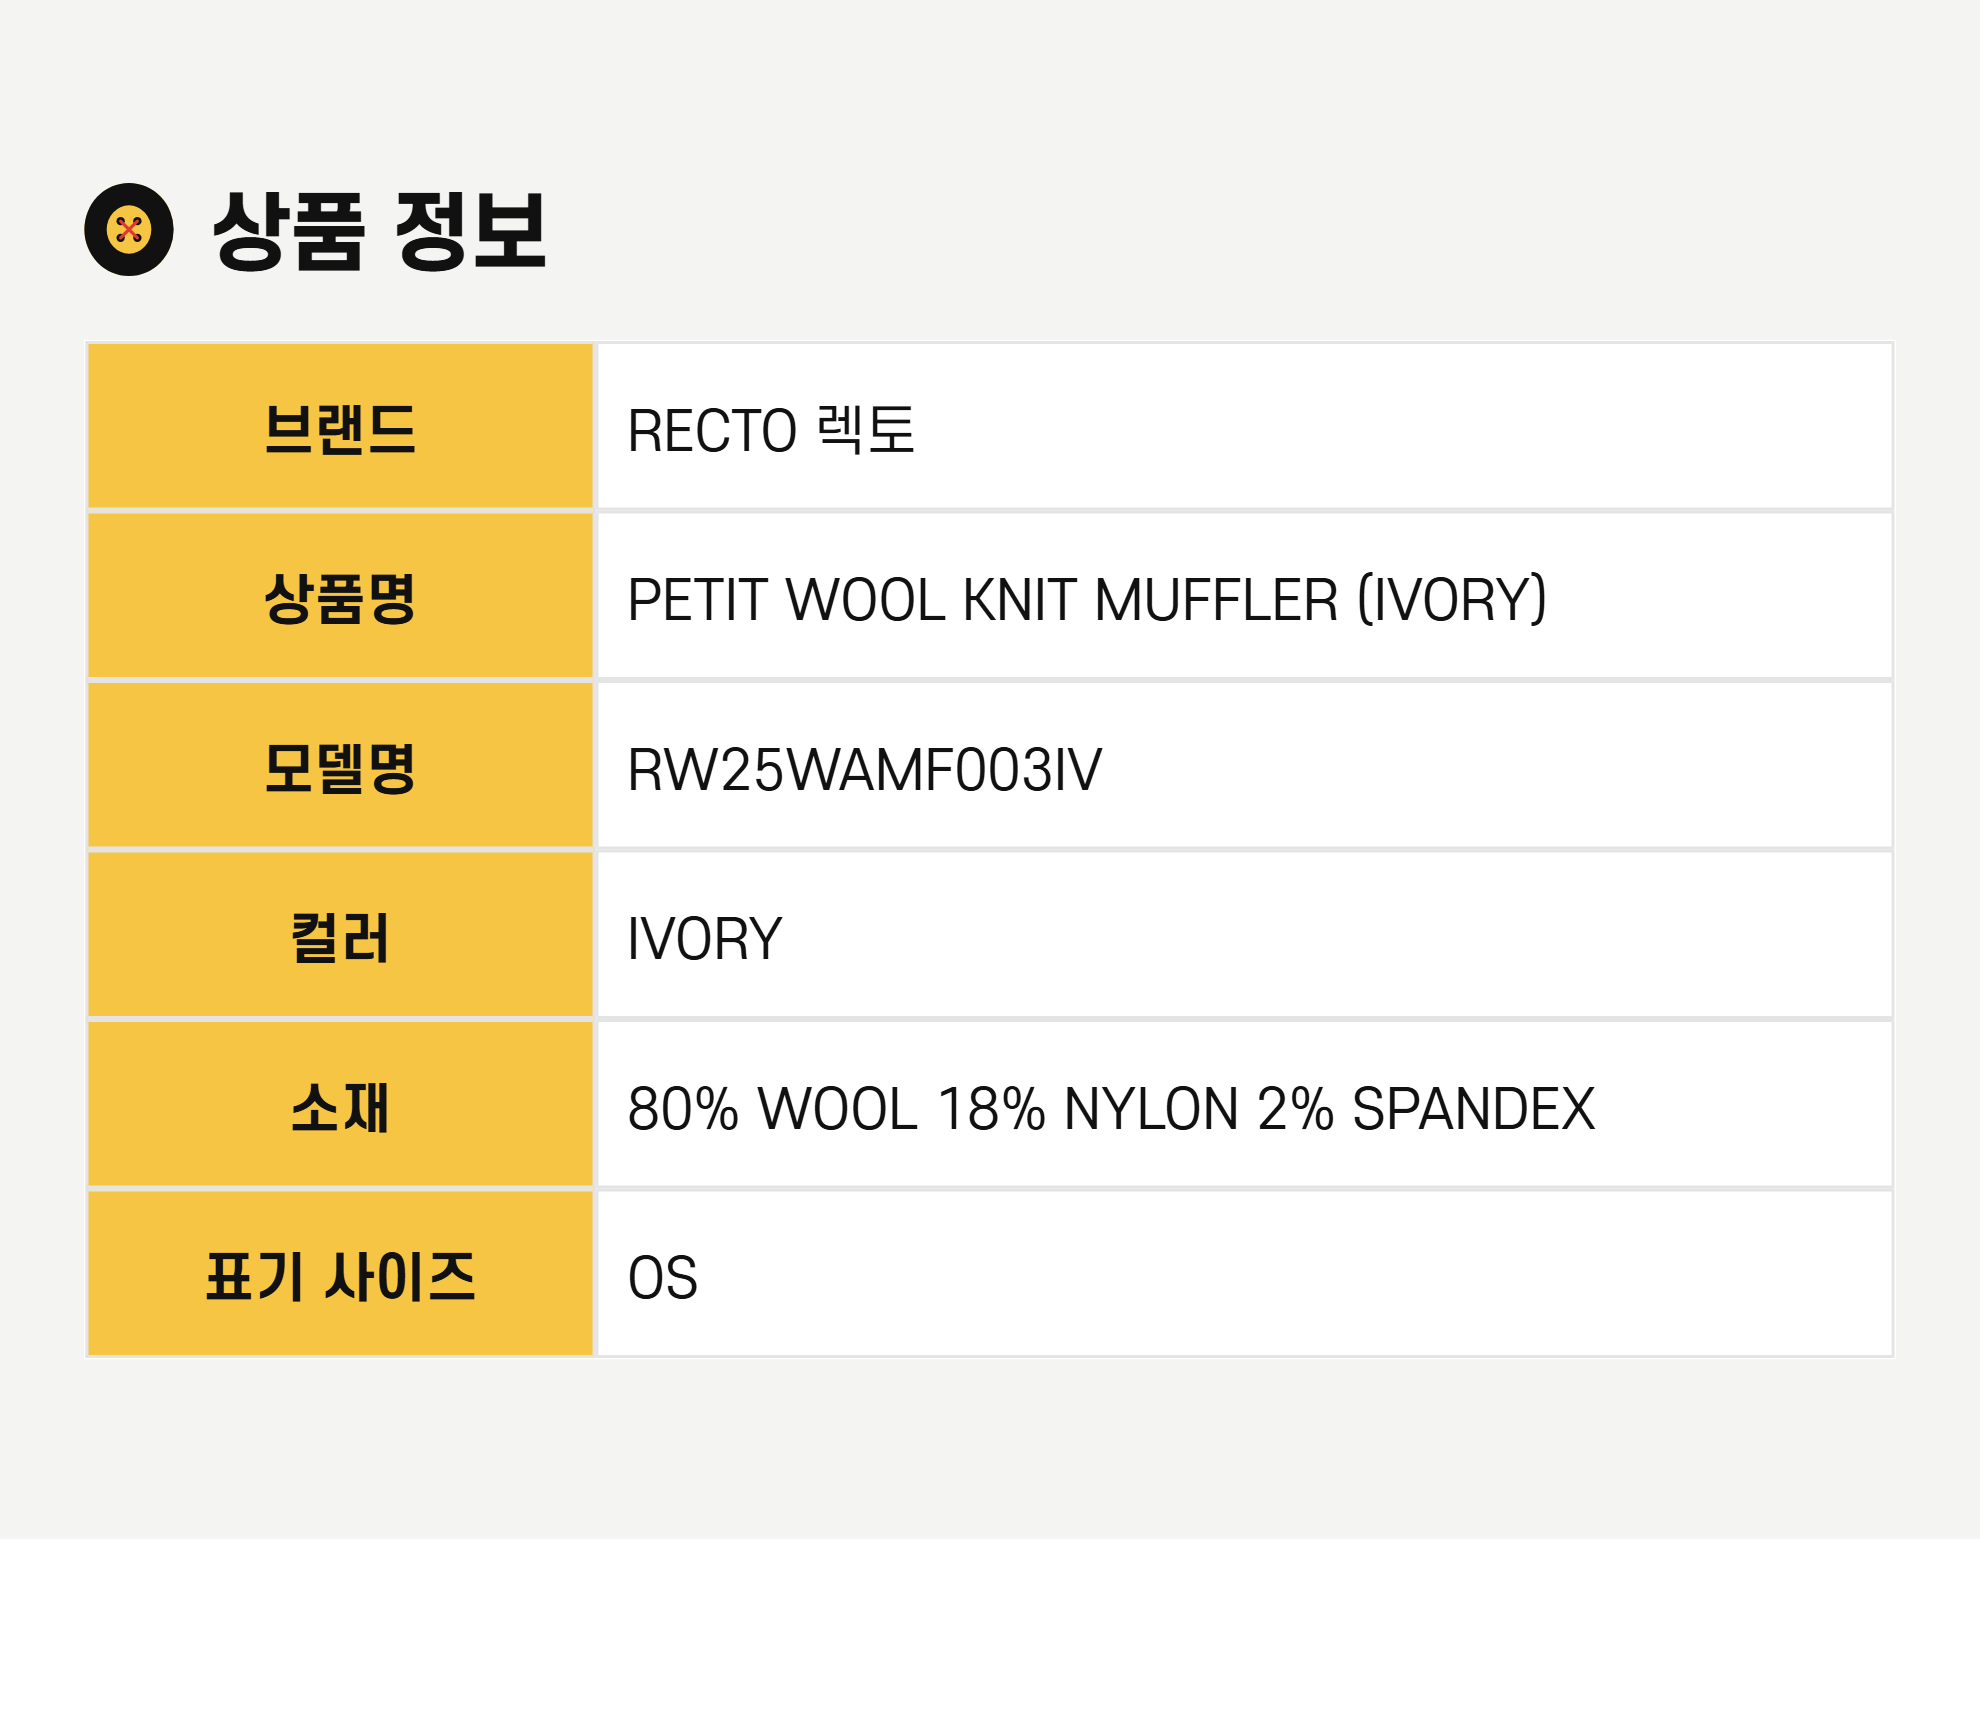 상품 정보
브랜드 RECTO 렉토
상품명 PETIT WOOL KNIT MUFFLER (IVORY)
모델명 RW25WAMF003IV
컬러 IVORY
소재 80% WOOL 18% NYLON 2% SPANDEX
표기 사이즈 OS